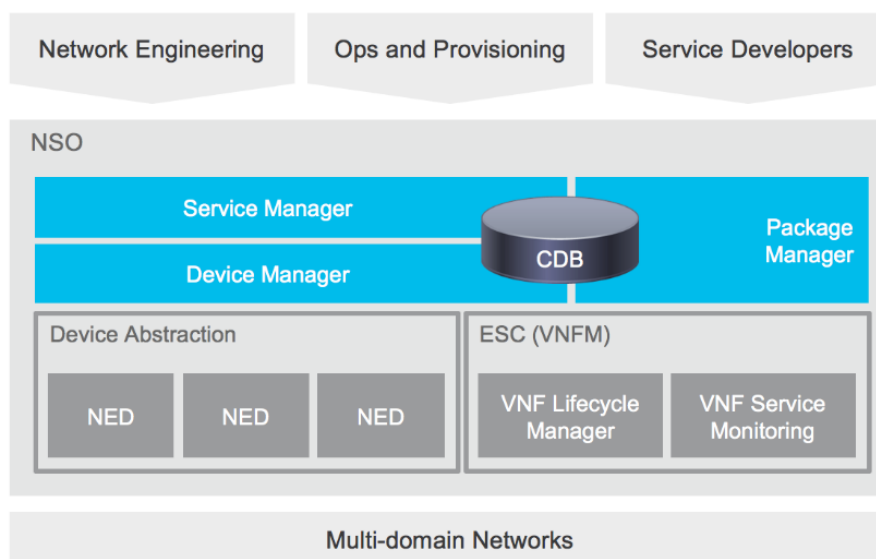 Network Engineering
Ops and Provisioning
Service Developers
NSO
Service Manager
Device Manager
CDB
Package
Manager
Device Abstraction
NED
NED
NED
ESC (VNFM)
VNF Lifecycle
Manager
VNF Service
Monitoring
Multi-domain Networks